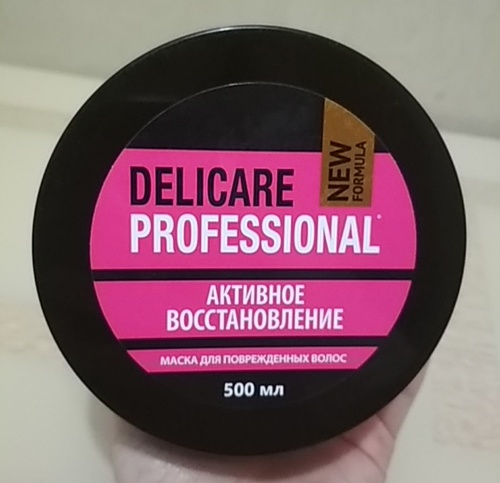 NEW
FORMULA
DELICARE
PROFESSIONAL®
АКТИВНОЕ
ВОССТАНОВЛЕНИЕ
МАСКА ДЛЯ ПОВРЕЖДЕННЫХ ВОЛОС
500 мл